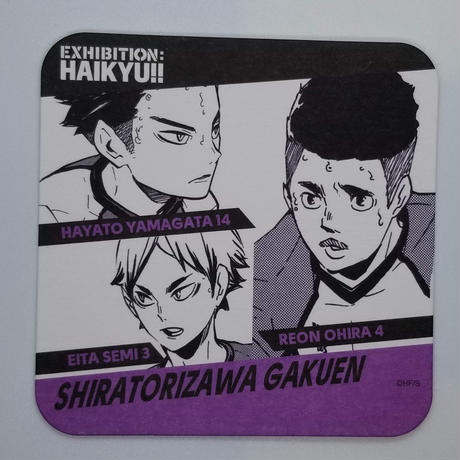 EXHIBITION:
HAIKYU!!
HAYATO YAMAGATA 14
EITA SEMI 3
REON OHIRA 4
SHIRATORIZAWA GAKUEN
©HF/S